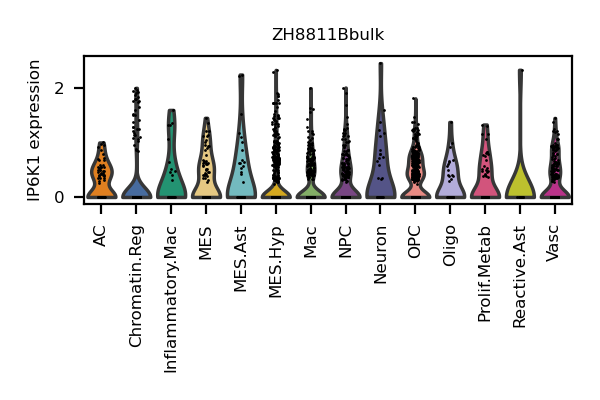 ZH8811Bbulk
IP6K1 expression
2
0
AC
Chromatin.Reg
Inflammatory.Mac
MES
MES.Ast
MES.Hyp
Mac
NPC
Neuron
OPC
Oligo
Prolif.Metab
Reactive.Ast
Vasc